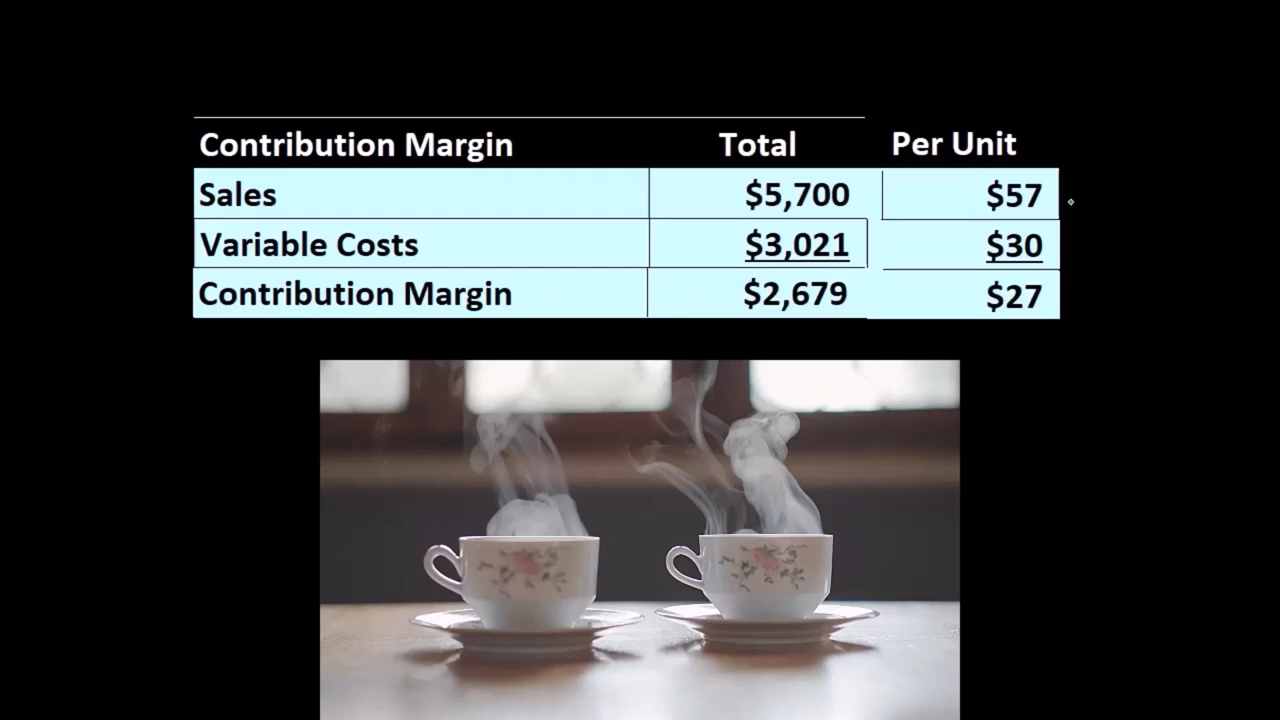 Contribution Margin Total Per Unit
Sales $5,700 $57
Variable Costs $3,021 $30
Contribution Margin $2,679 $27